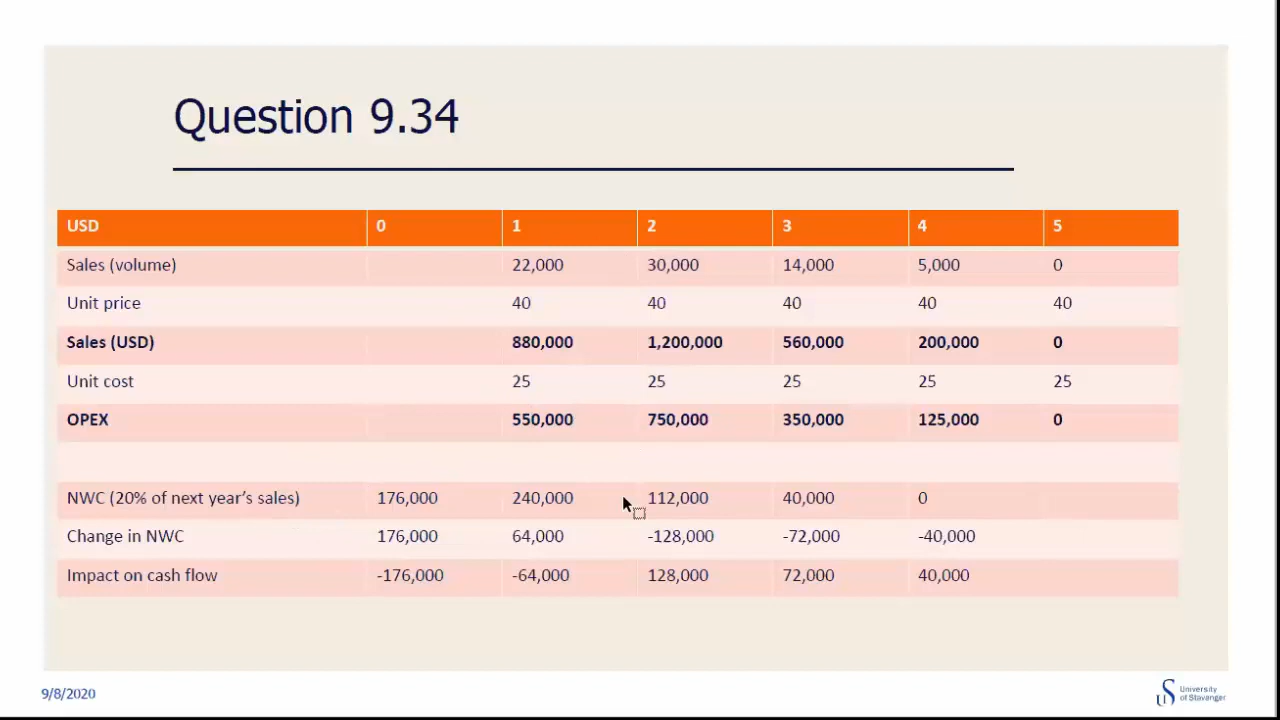 Question 9.34
USD 0 1 2 3 4 5
Sales (volume) 22,000 30,000 14,000 5,000 0
Unit price 40 40 40 40 40
Sales (USD) 880,000 1,200,000 560,000 200,000 0
Unit cost 25 25 25 25 25
OPEX 550,000 750,000 350,000 125,000 0
NWC (20% of next year's sales) 176,000 240,000 112,000 40,000 0
Change in NWC 176,000 64,000 -128,000 -72,000 -40,000
Impact on cash flow -176,000 -64,000 128,000 72,000 40,000
9/8/2020
US University
of Stavanger